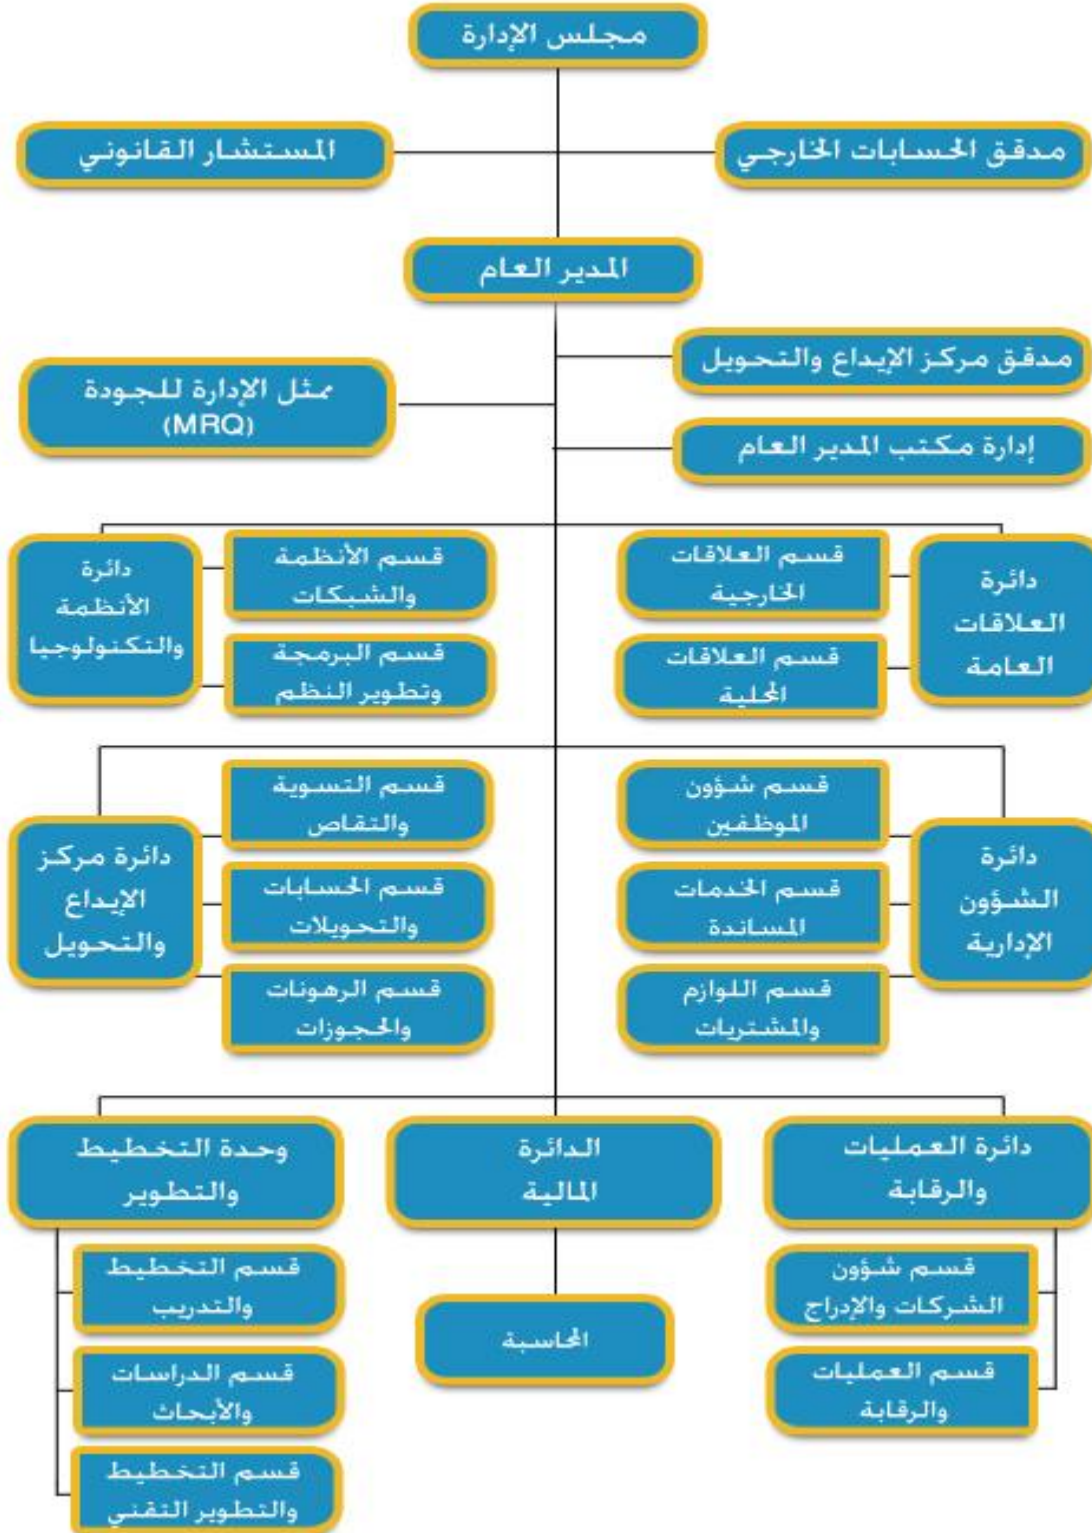 مجلس الإدارة
مدقق الحسابات الخارجي
المستشار القانوني
المدير العام
مدقق مركز الإيداع والتحويل
ممثل الإدارة للجودة
(MRQ)
إدارة مكتب المدير العام
دائرة
العلاقات
العامة
قسم العلاقات
الخارجية
قسم العلاقات
المحلية
قسم الأنظمة
والشبكات
قسم البرمجة
وتطوير النظم
دائرة
الأنظمة
والتكنولوجيا
دائرة
الشؤون
الإدارية
قسم شؤون
الموظفين
قسم الخدمات
المساندة
قسم اللوازم
والمشتريات
قسم التسوية
والتقاص
قسم الحسابات
والتحويلات
قسم الرهونات
والحجوزات
دائرة مركز
الإيداع
والتحويل
دائرة العمليات
والرقابة
قسم شؤون
الشركات والإدراج
قسم العمليات
والرقابة
الدائرة
المالية
المحاسبة
وحدة التخطيط
والتطوير
قسم التخطيط
والتدريب
قسم الدراسات
والأبحاث
قسم التخطيط
والتطوير التقني